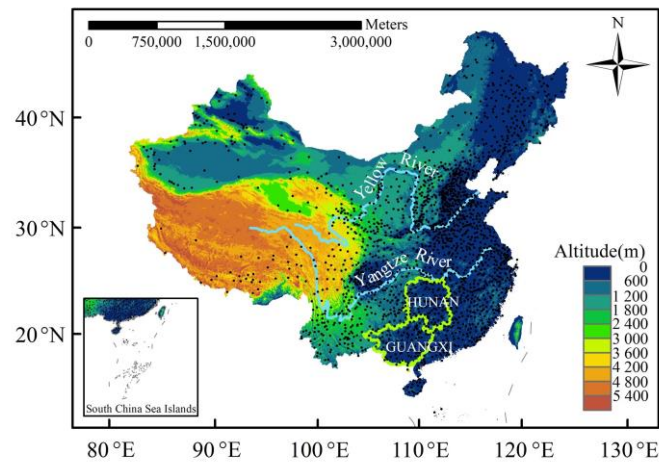 Meters
0 750,000 1,500,000 3,000,000
N
40°N
30°N
20°N
Yellow River
Yangtze River
HUNAN
GUANGXI
Altitude(m)
0
600
1 200
1 800
2 400
3 000
3 600
4 200
4 800
5 400
South China Sea Islands
80°E 90°E 100°E 110°E 120°E 130°E